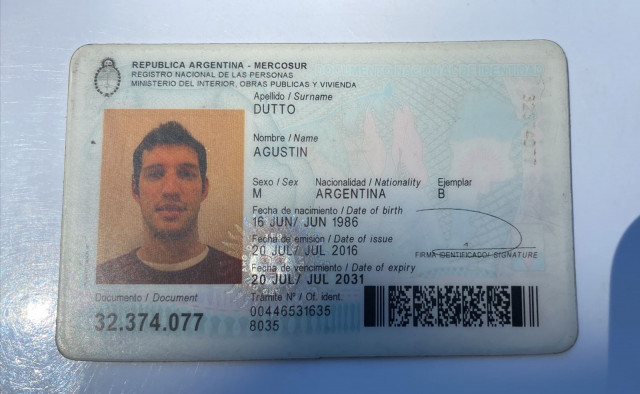 REPUBLICA ARGENTINA - MERCOSUR
REGISTRO NACIONAL DE LAS PERSONAS
MINISTERIO DEL INTERIOR, OBRAS PUBLICAS Y VIVIENDA
Apellido / Surname
DUTTO
Nombre / Name
AGUSTIN
Sexo / Sex Nacionalidad / Nationality Ejemplar
M ARGENTINA B
Fecha de nacimiento / Date of birth
16 JUN/ JUN 1986
Fecha de emisión / Date of issue
20 JUL/ JUL 2016
FIRMA IDENTIFICADO/ SIGNATURE
Fecha de vencimiento / Date of expiry
20 JUL/ JUL 2031
Documento / Document
32.374.077
Trámite Nº / Of. ident.
00446531635
8035